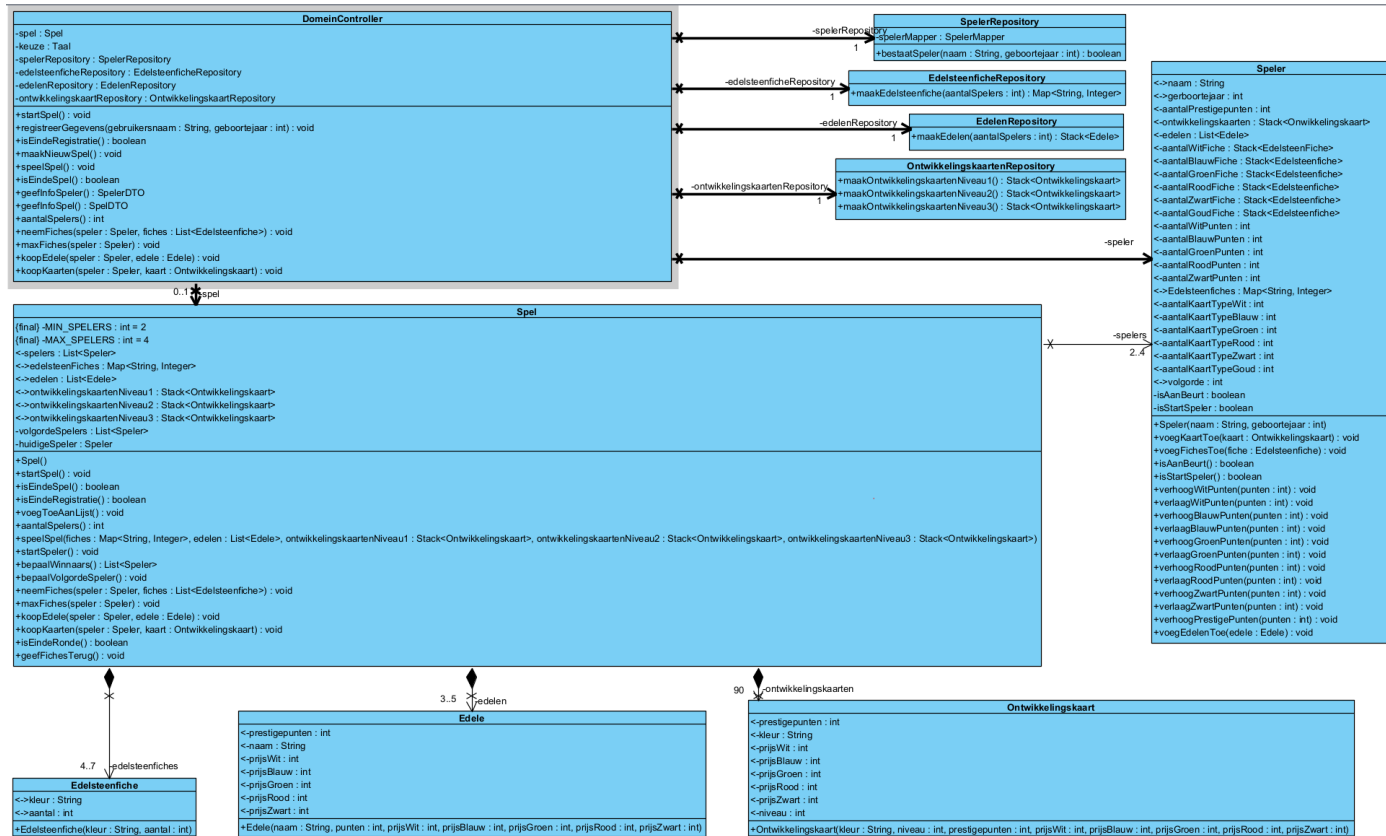 DomeinController
-spel : Spel
-keuze : Taal
-spelerRepository : SpelerRepository
-edelsteenficheRepository : EdelsteenficheRepository
-edelenRepository : EdelenRepository
-ontwikkelingskaartRepository : OntwikkelingskaartRepository
+startSpel() : void
+registreerGegevens(gebruikersnaam : String, geboortejaar : int) : void
+isEindeRegistratie() : boolean
+maakNieuwSpel() : void
+speelSpel() : void
+isEindeSpel() : boolean
+geefInfoSpeler() : SpelerDTO
+geefInfoSpel() : SpelDTO
+aantalSpelers() : int
+neemFiches(speler : Speler, fiches : List<Edelsteenfiche>) : void
+maxFiches(speler : Speler) : void
+koopEdele(speler : Speler, edele : Edele) : void
+koopKaarten(speler : Speler, kaart : Ontwikkelingskaart) : void
-spelerRepository
1
SpelerRepository
-spelerMapper : SpelerMapper
+bestaatSpeler(naam : String, geboortejaar : int) : boolean
-edelsteenficheRepository
1
EdelsteenficheRepository
+maakEdelsteenfiche(aantalSpelers : int) : Map<String, Integer>
-edelenRepository
1
EdelenRepository
+maakEdelen(aantalSpelers : int) : Stack<Edele>
-ontwikkelingskaartenRepository
1
OntwikkelingskaartenRepository
+maakOntwikkelingskaartenNiveau1() : Stack<Ontwikkelingskaart>
+maakOntwikkelingskaartenNiveau2() : Stack<Ontwikkelingskaart>
+maakOntwikkelingskaartenNiveau3() : Stack<Ontwikkelingskaart>
-speler
Speler
<->naam : String
<->gerboortejaar : int
<-aantalPrestigepunten : int
<-ontwikkelingskaarten : Stack<Onwikkelingskaart>
<-edelen : List<Edele>
<-aantalWitFiche : Stack<EdelsteenFiche>
<-aantalBlauwFiche : Stack<Edelsteenfiche>
<-aantalGroenFiche : Stack<Edelsteenfiche>
<-aantalRoodFiche : Stack<Edelsteenfiche>
<-aantalZwartFiche : Stack<Edelsteenfiche>
<-aantalGoudFiche : Stack<Edelsteenfiche>
<-aantalWitPunten : int
<-aantalBlauwPunten : int
<-aantalGroenPunten : int
<-aantalRoodPunten : int
<-aantalZwartPunten : int
<->Edelsteenfiches : Map<String, Integer>
<-aantalKaartTypeWit : int
<-aantalKaartTypeBlauw : int
<-aantalKaartTypeGroen : int
<-aantalKaartTypeRood : int
<-aantalKaartTypeZwart : int
<-aantalKaartTypeGoud : int
<->volgorde : int
-isAanBeurt : boolean
-isStartSpeler : boolean
+Speler(naam : String, geboortejaar : int)
+voegKaartToe(kaart : Ontwikkelingskaart) : void
+voegFichesToe(fiche : Edelsteenfiche) : void
+isAanBeurt() : boolean
+isStartSpeler() : boolean
+verhoogWitPunten(punten : int) : void
+verlaagWitPunten(punten : int) : void
+verhoogBlauwPunten(punten : int) : void
+verlaagBlauwPunten(punten : int) : void
+verhoogGroenPunten(punten : int) : void
+verlaagGroenPunten(punten : int) : void
+verhoogRoodPunten(punten : int) : void
+verlaagRoodPunten(punten : int) : void
+verhoogZwartPunten(punten : int) : void
+verlaagZwartPunten(punten : int) : void
+verhoogPrestigePunten(punten : int) : void
+voegEdelenToe(edele : Edele) : void
0..1
-spel
Spel
{final} -MIN_SPELERS : int = 2
{final} -MAX_SPELERS : int = 4
<-spelers : List<Speler>
<->edelsteenFiches : Map<String, Integer>
<->edelen : List<Edele>
<->ontwikkelingskaartenNiveau1 : Stack<Ontwikkelingskaart>
<->ontwikkelingskaartenNiveau2 : Stack<Ontwikkelingskaart>
<->ontwikkelingskaartenNiveau3 : Stack<Ontwikkelingskaart>
-volgordeSpelers : List<Speler>
-huidigeSpeler : Speler
+Spel()
+startSpel() : void
+isEindeSpel() : boolean
+isEindeRegistratie() : boolean
+voegToeAanLijst() : void
+aantalSpelers() : int
+speelSpel(fiches : Map<String, Integer>, edelen : List<Edele>, ontwikkelingskaartenNiveau1 : Stack<Ontwikkelingskaart>, ontwikkelingskaartenNiveau2 : Stack<Ontwikkelingskaart>, ontwikkelingskaartenNiveau3 : Stack<Ontwikkelingskaart>)
+startSpeler() : void
+bepaalWinnaars() : List<Speler>
+bepaalVolgordeSpeler() : void
+neemFiches(speler : Speler, fiches : List<Edelsteenfiche>) : void
+maxFiches(speler : Speler) : void
+koopEdele(speler : Speler, edele : Edele) : void
+koopKaarten(speler : Speler, kaart : Ontwikkelingskaart) : void
+isEindeRonde() : boolean
+geefFichesTerug() : void
-spelers
2..4
4..7
-edelsteenfiches
Edelsteenfiche
<->kleur : String
<->aantal : int
+Edelsteenfiche(kleur : String, aantal : int)
3..5
-edelen
Edele
<-prestigepunten : int
<-naam : String
<-prijsWit : int
<-prijsBlauw : int
<-prijsGroen : int
<-prijsRood : int
<-prijsZwart : int
+Edele(naam : String, punten : int, prijsWit : int, prijsBlauw : int, prijsGroen : int, prijsRood : int, prijsZwart : int)
90
-ontwikkelingskaarten
Ontwikkelingskaart
<-prestigepunten : int
<-kleur : String
<-prijsWit : int
<-prijsBlauw : int
<-prijsGroen : int
<-prijsRood : int
<-prijsZwart : int
<-niveau : int
+Ontwikkelingskaart(kleur : String, niveau : int, prestigepunten : int, prijsWit : int, prijsBlauw : int, prijsGroen : int, prijsRood : int, prijsZwart : int)